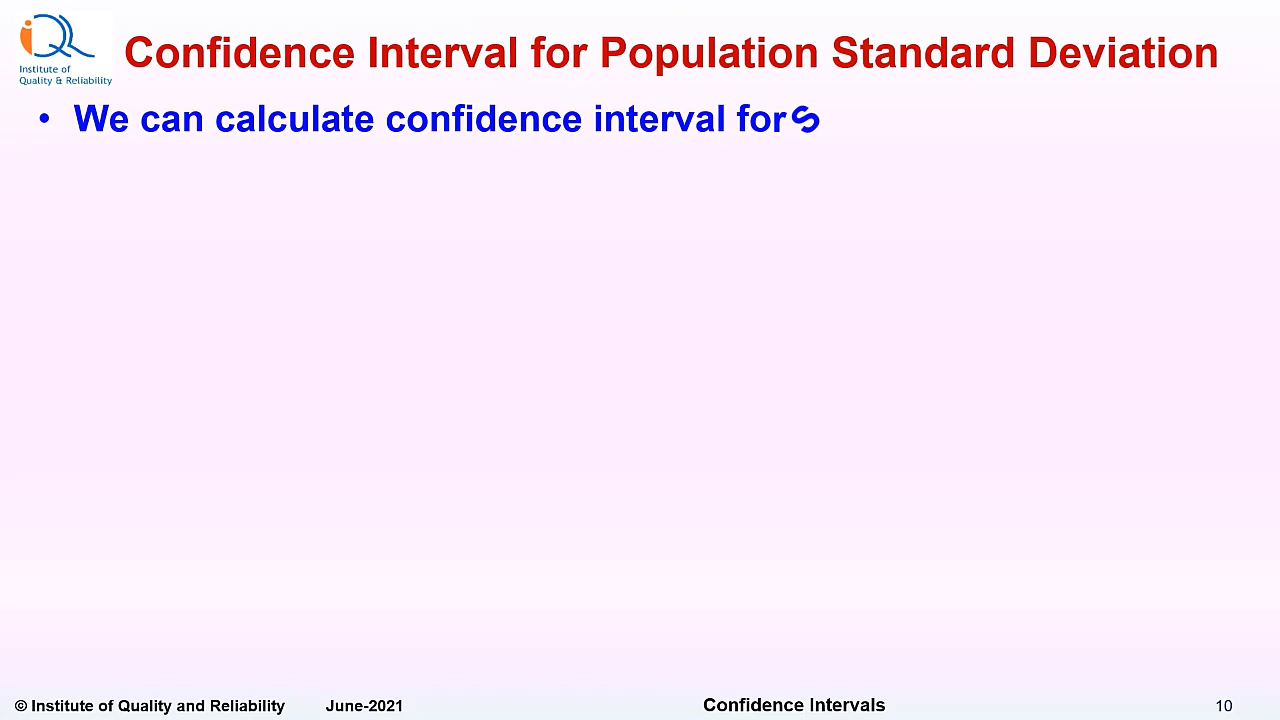 iQ
Institute of
Quality & Reliability
Confidence Interval for Population Standard Deviation
• We can calculate confidence interval for s
© Institute of Quality and Reliability June-2021 Confidence Intervals 10